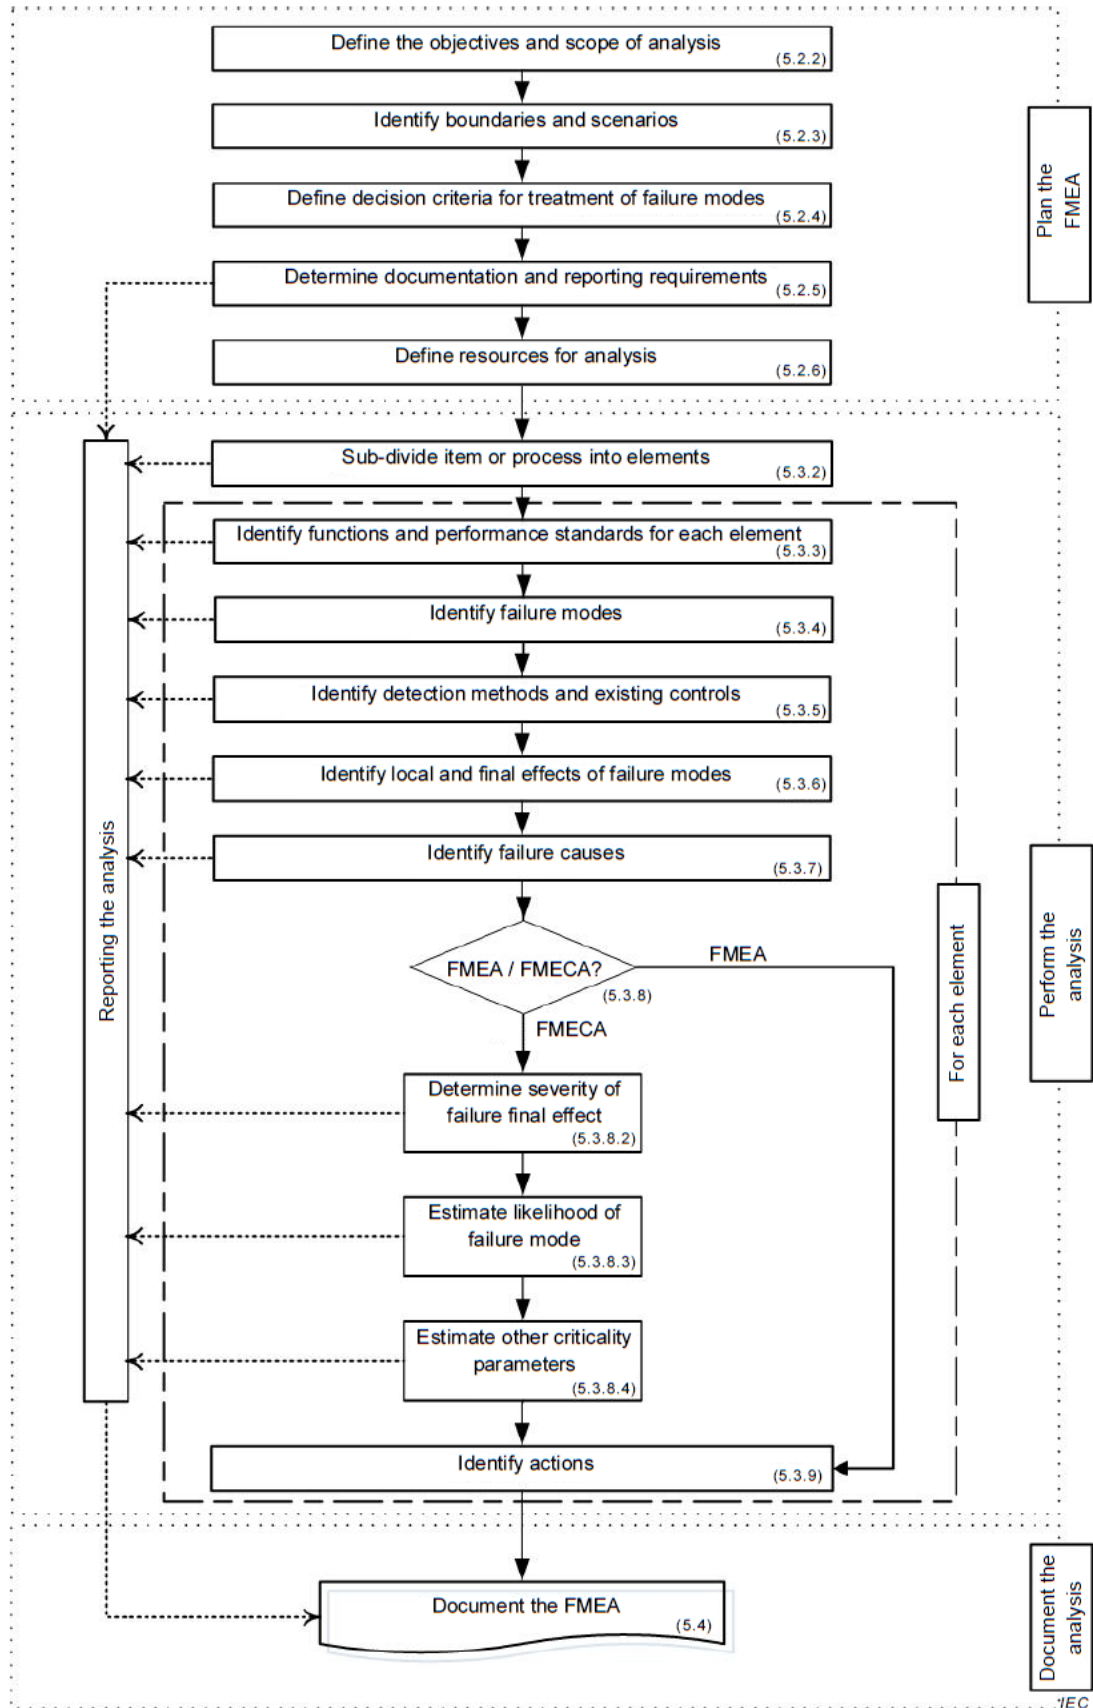 Define the objectives and scope of analysis
(5.2.2)
Identify boundaries and scenarios
(5.2.3)
Plan the
FMEA
Define decision criteria for treatment of failure modes
(5.2.4)
Determine documentation and reporting requirements
(5.2.5)
Define resources for analysis
(5.2.6)
Sub-divide item or process into elements
(5.3.2)
Identify functions and performance standards for each element
(5.3.3)
Identify failure modes
(5.3.4)
Identify detection methods and existing controls
(5.3.5)
Identify local and final effects of failure modes
(5.3.6)
Identify failure causes
(5.3.7)
Reporting the analysis
FMEA / FMECA?
(5.3.8)
FMEA
FMECA
For each element
Perform the
analysis
Determine severity of
failure final effect
(5.3.8.2)
Estimate likelihood of
failure mode
(5.3.8.3)
Estimate other criticality
parameters
(5.3.8.4)
Identify actions
(5.3.9)
Document the FMEA
(5.4)
Document the
analysis
IEC